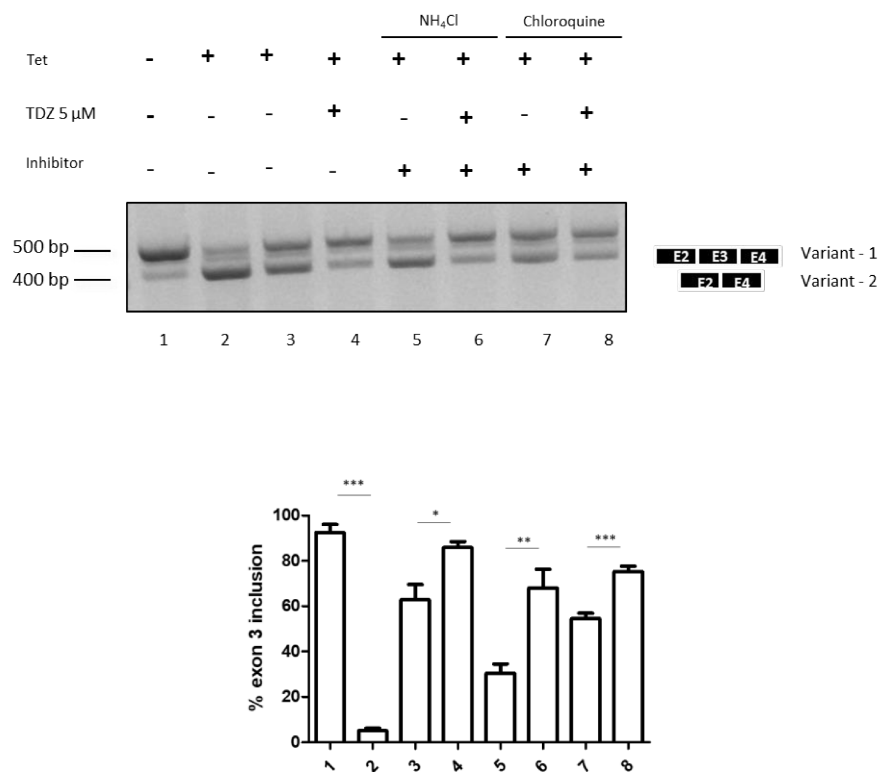 NH₄Cl Chloroquine
Tet - + + + + + + +
TDZ 5 µM - - - + - + - +
Inhibitor - - - - + + + +
500 bp E2 E3 E4 Variant - 1
400 bp E2 E4 Variant - 2
1 2 3 4 5 6 7 8
*** * ** ***
% exon 3 inclusion
100
80
60
40
20
0
1 2 3 4 5 6 7 8